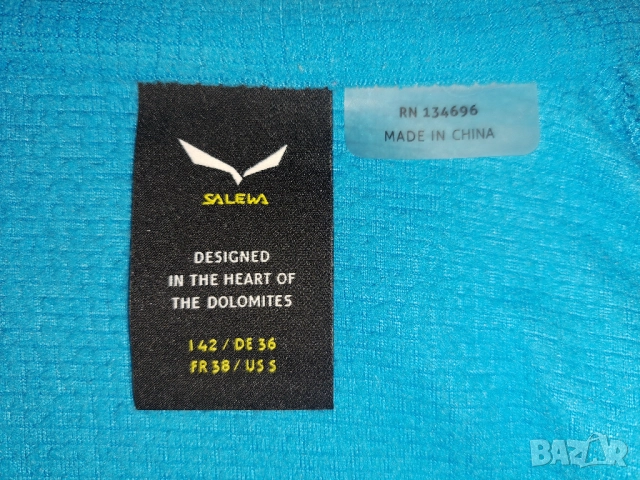 SALEWA
DESIGNED
IN THE HEART OF
THE DOLOMITES
I 42 / DE 36
FR 38 / US S
RN 134696
MADE IN CHINA
BAZAR